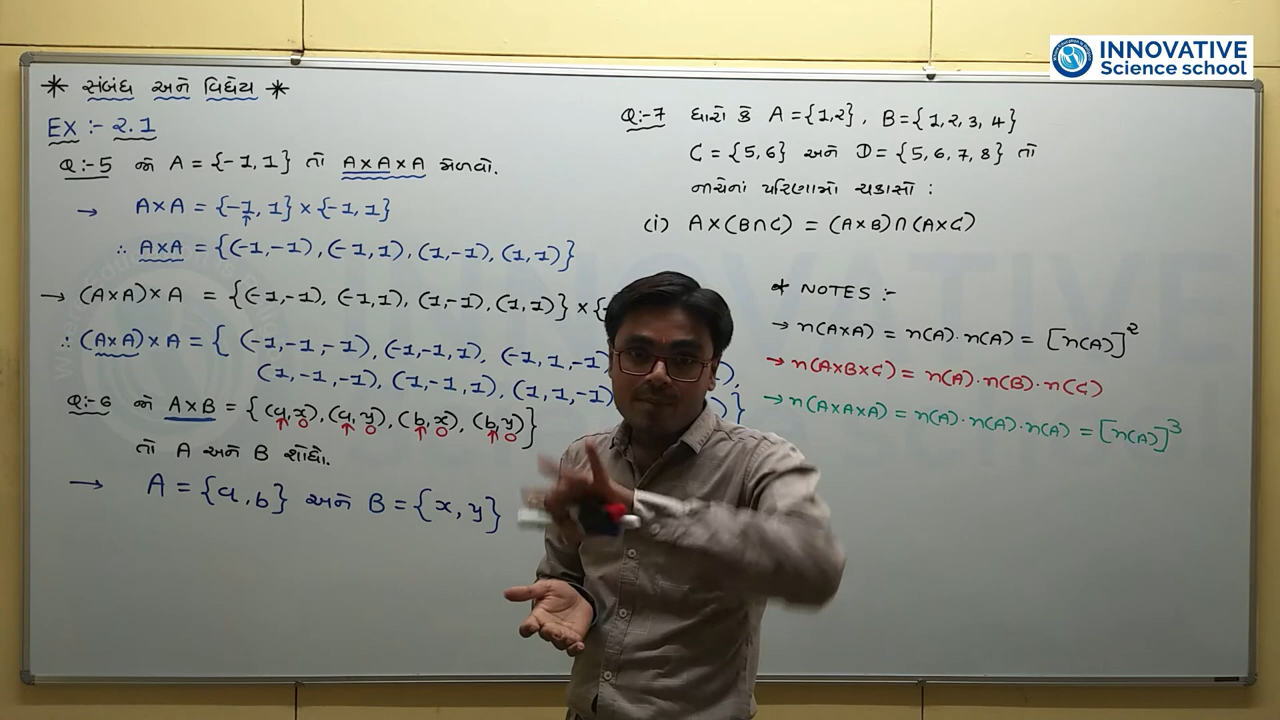 INNOVATIVE
Science school
* સંબંધ અને વિધેય *
EX :- 2.1
Q:-5 જો A = {-1, 1} તો A×A×A મેળવો.
→ A×A = {-1, 1} × {-1, 1}
∴ A×A = {(-1,-1), (-1,1), (1,-1), (1,1)}
→ (A×A)×A = {(-1,-1), (-1,1), (1,-1), (1,1)} × {-
∴ (A×A)×A = { (-1,-1,-1), (-1,-1,1), (-1,1,-1)
(1,-1,-1), (1,-1,1), (1,1,-1) )}
Q:-6 જો A×B = {(a,x), (a,y), (b,x), (b,y)}
તો A અને B શોધો.
→ A = {a, b} અને B = {x, y}
Q:-7 ધારો કે A = {1,2}, B = {1, 2, 3, 4}
C = {5, 6} અને D = {5, 6, 7, 8} તો
નીચેનાં પરિણામો ચકાસો :
(i) A×(B∩C) = (A×B)∩(A×C)
* NOTES :-
→ n(A×A) = n(A)·n(A) = [n(A)]²
→ n(A×B×C) = n(A)·n(B)·n(C)
→ n(A×A×A) = n(A)·n(A)·n(A) = [n(A)]³